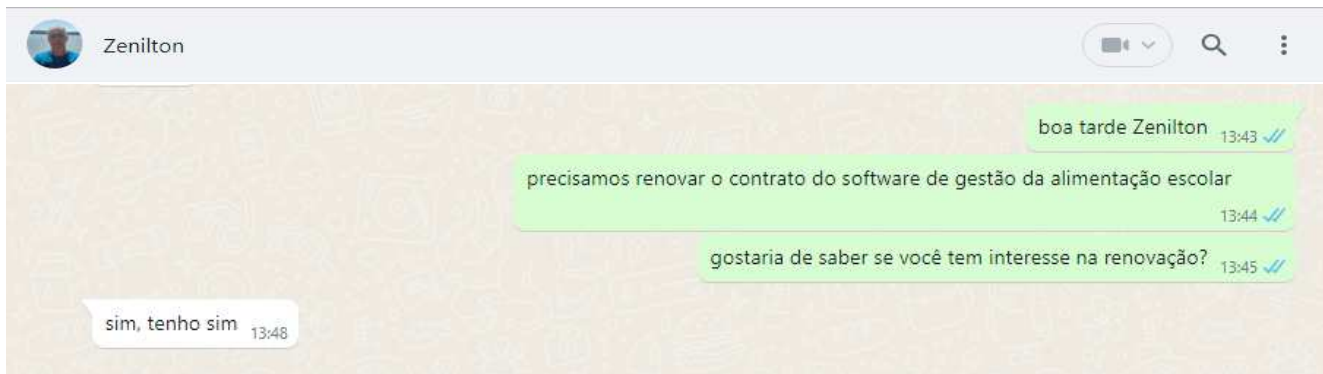 Zenilton
boa tarde Zenilton 13:43
precisamos renovar o contrato do software de gestão da alimentação escolar
13:44
gostaria de saber se você tem interesse na renovação? 13:45
sim, tenho sim 13:48